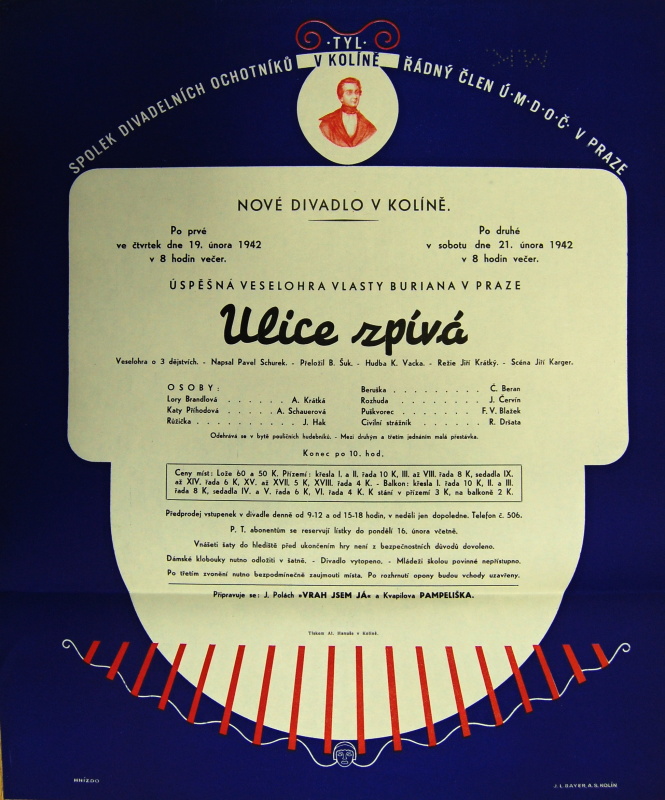 ·TYL·
V KOLÍNĚ
SPOLEK DIVADELNÍCH OCHOTNÍKŮ ŘÁDNÝ ČLEN Ú·M·D·O·Č· V PRAZE
NOVÉ DIVADLO V KOLÍNĚ.
Po prvé
ve čtvrtek dne 19. února 1942
v 8 hodin večer.
Po druhé
v sobotu dne 21. února 1942
v 8 hodin večer.
ÚSPĚŠNÁ VESELOHRA VLASTY BURIANA V PRAZE
Ulice zpívá
Veselohra o 3 dějstvích. - Napsal Pavel Schurek. - Přeložil B. Šuk. - Hudba K. Vacka. - Režie Jiří Krátký. - Scéna Jiří Karger.
OSOBY:
Lory Brandlová . . . . . . A. Krátká
Katy Příhodová . . . . . A. Schauerová
Růžička . . . . . . . . . . J. Hak
Beruška . . . . . . . . . Č. Beran
Rozhuda . . . . . . . . J. Červín
Puškvorec . . . . . . . F. V. Blažek
Civilní strážník . . . . . . R. Dršata
Odehrává se v bytě pouličních hudebníků. - Mezi druhým a třetím jednáním malá přestávka.
Konec po 10. hod.
Ceny míst: Lože 60 a 50 K. Přízemí: křesla I. a II. řada 10 K, III. až VIII. řada 8 K, sedadla IX.
až XIV. řada 6 K, XV. až XVII. 5 K, XVIII. řada 4 K. - Balkon: křesla I. řada 10 K, II. a III.
řada 8 K, sedadla IV. a V. řada 6 K, VI. řada 4 K. K stání v přízemí 3 K, na balkoně 2 K.
Předprodej vstupenek v divadle denně od 9-12 a od 15-18 hodin, v neděli jen dopoledne. Telefon č. 506.
P. T. abonentům se reservují lístky do pondělí 16. února včetně.
Vnášeti šaty do hlediště před ukončením hry není z bezpečnostních důvodů dovoleno.
Dámské klobouky nutno odložiti v šatně. - Divadlo vytopeno. - Mládeži školou povinné nepřístupno.
Po třetím zvonění nutno bezpodmínečně zaujmouti místa. Po rozhrnutí opony budou vchody uzavřeny.
Připravuje se: J. Polách »VRAH JSEM JÁ« a Kvapilova PAMPELIŠKA.
Tiskem Al. Hanuše v Kolíně.
J. L. BAYER, A. S. KOLÍN